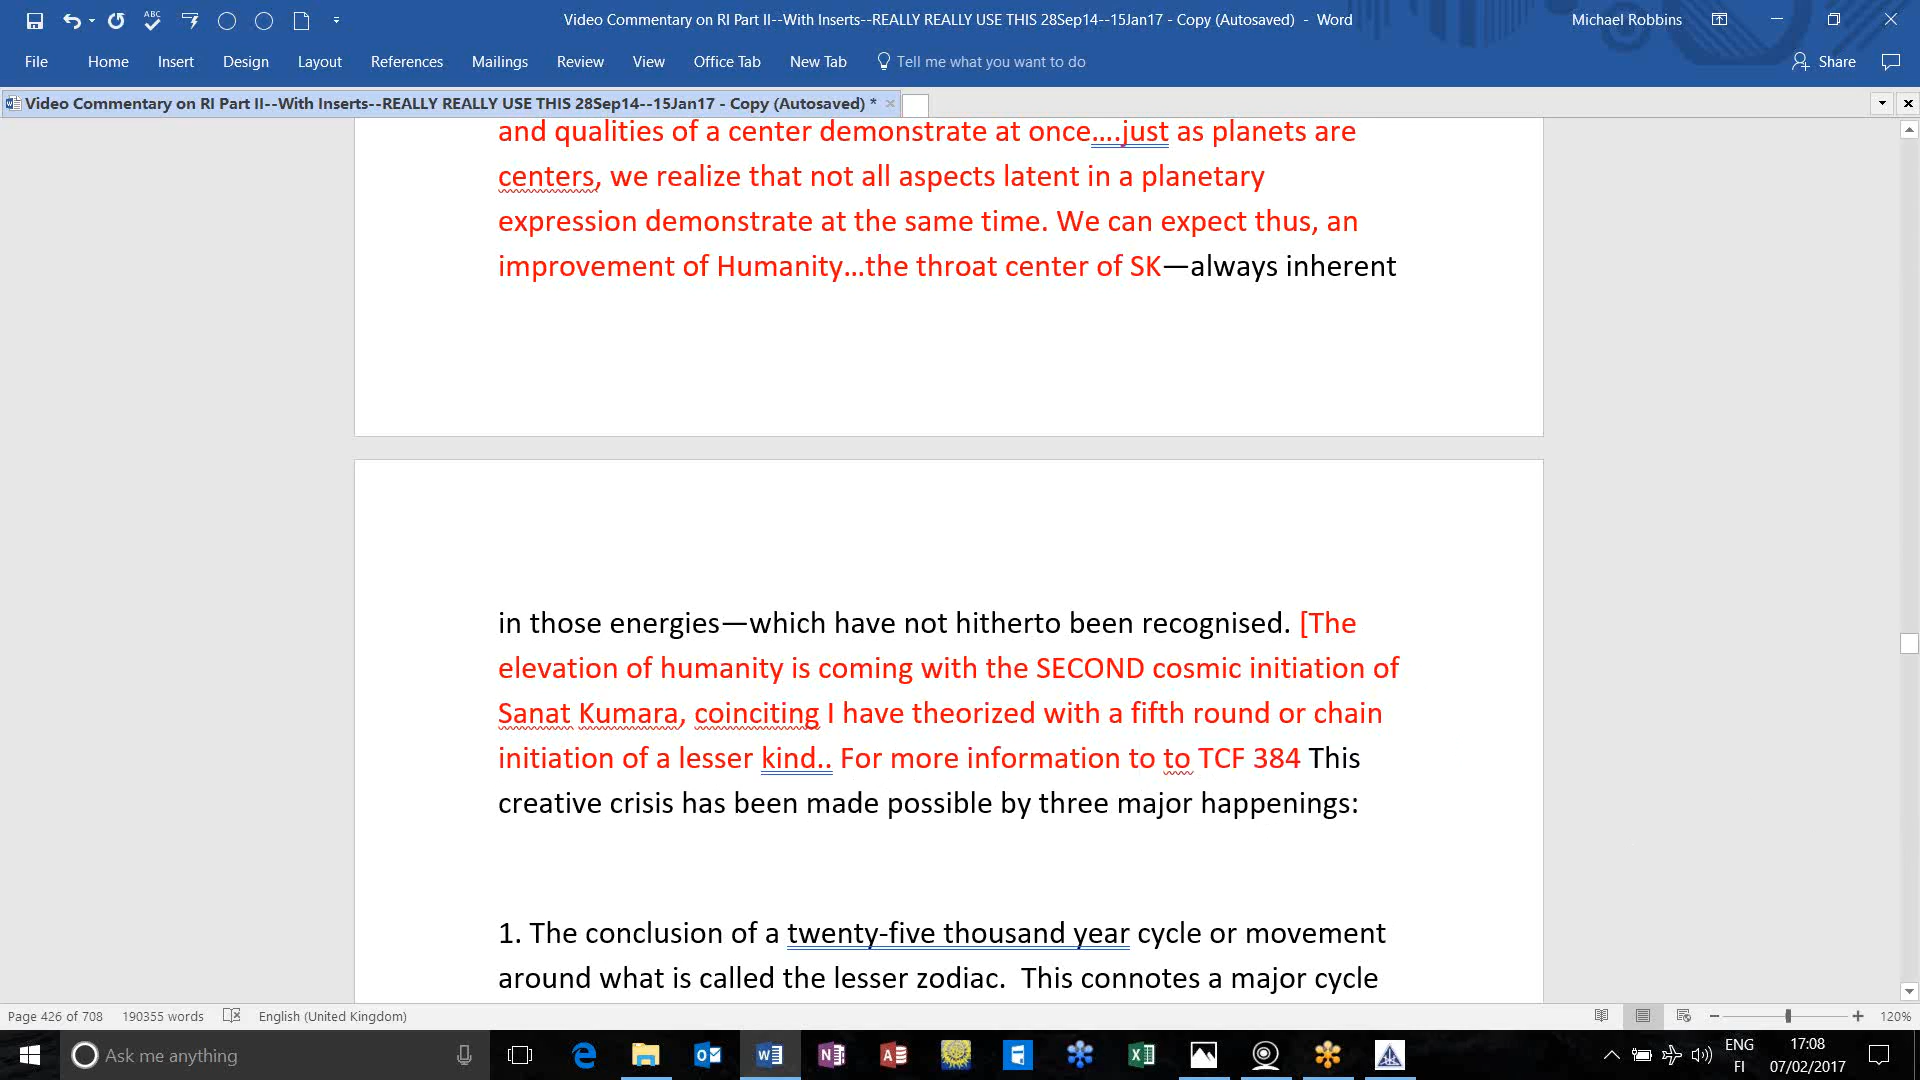 Video Commentary on RI Part II--With Inserts--REALLY REALLY USE THIS 28Sep14--15Jan17 - Copy (Autosaved) - Word
Michael Robbins
ABC
File Home Insert Design Layout References Mailings Review View Office Tab New Tab Tell me what you want to do Share
Video Commentary on RI Part II--With Inserts--REALLY REALLY USE THIS 28Sep14--15Jan17 - Copy (Autosaved) *
and qualities of a center demonstrate at once….just as planets are
centers, we realize that not all aspects latent in a planetary
expression demonstrate at the same time. We can expect thus, an
improvement of Humanity…the throat center of SK—always inherent
in those energies—which have not hitherto been recognised. [The
elevation of humanity is coming with the SECOND cosmic initiation of
Sanat Kumara, coinciting I have theorized with a fifth round or chain
initiation of a lesser kind.. For more information to to TCF 384 This
creative crisis has been made possible by three major happenings:
1. The conclusion of a twenty-five thousand year cycle or movement
around what is called the lesser zodiac.  This connotes a major cycle
Page 426 of 708 190355 words English (United Kingdom) 120%
Ask me anything
ENG 17:08
FI 07/02/2017